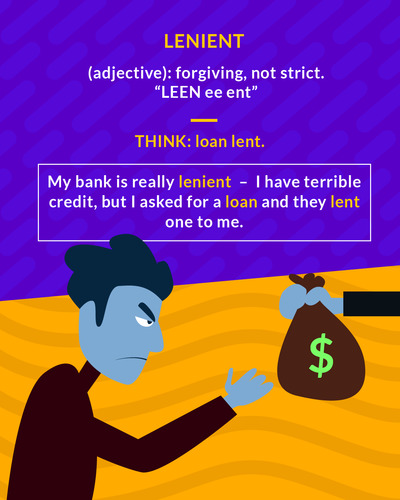 LENIENT
(adjective): forgiving, not strict.
“LEEN ee ent”
THINK: loan lent.
My bank is really lenient – I have terrible
credit, but I asked for a loan and they lent
one to me.
$